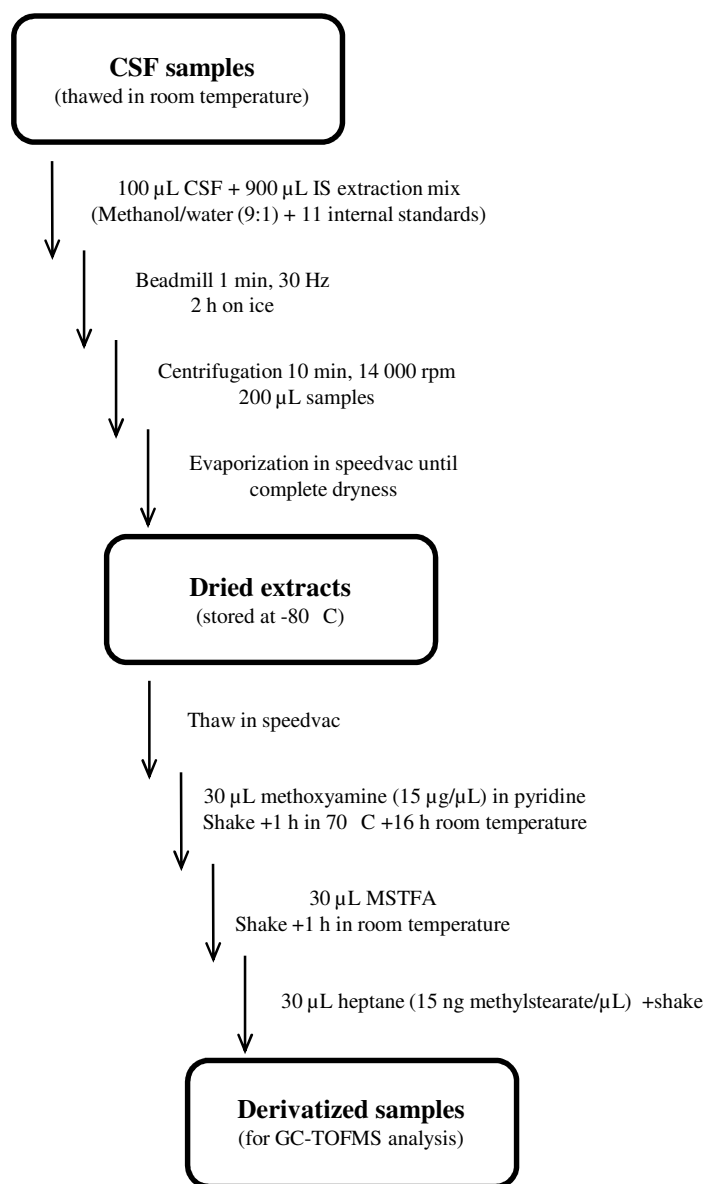 CSF samples
(thawed in room temperature)
100 µL CSF + 900 µL IS extraction mix
(Methanol/water (9:1) + 11 internal standards)
Beadmill 1 min, 30 Hz
2 h on ice
Centrifugation 10 min, 14 000 rpm
200 µL samples
Evaporization in speedvac until
complete dryness
Dried extracts
(stored at -80 C)
Thaw in speedvac
30 µL methoxyamine (15 µg/µL) in pyridine
Shake +1 h in 70 C +16 h room temperature
30 µL MSTFA
Shake +1 h in room temperature
30 µL heptane (15 ng methylstearate/µL) +shake
Derivatized samples
(for GC-TOFMS analysis)